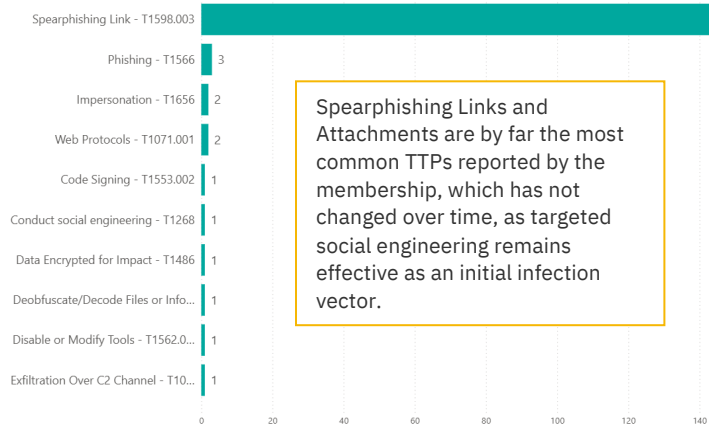 Spearphishing Link - T1598.003
Phishing - T1566
3
Impersonation - T1656
2
Web Protocols - T1071.001
2
Code Signing - T1553.002
1
Conduct social engineering - T1268
1
Data Encrypted for Impact - T1486
1
Deobfuscate/Decode Files or Info...
1
Disable or Modify Tools - T1562.0...
1
Exfiltration Over C2 Channel - T10...
1
Spearphishing Links and
Attachments are by far the most
common TTPs reported by the
membership, which has not
changed over time, as targeted
social engineering remains
effective as an initial infection
vector.
0 20 40 60 80 100 120 140